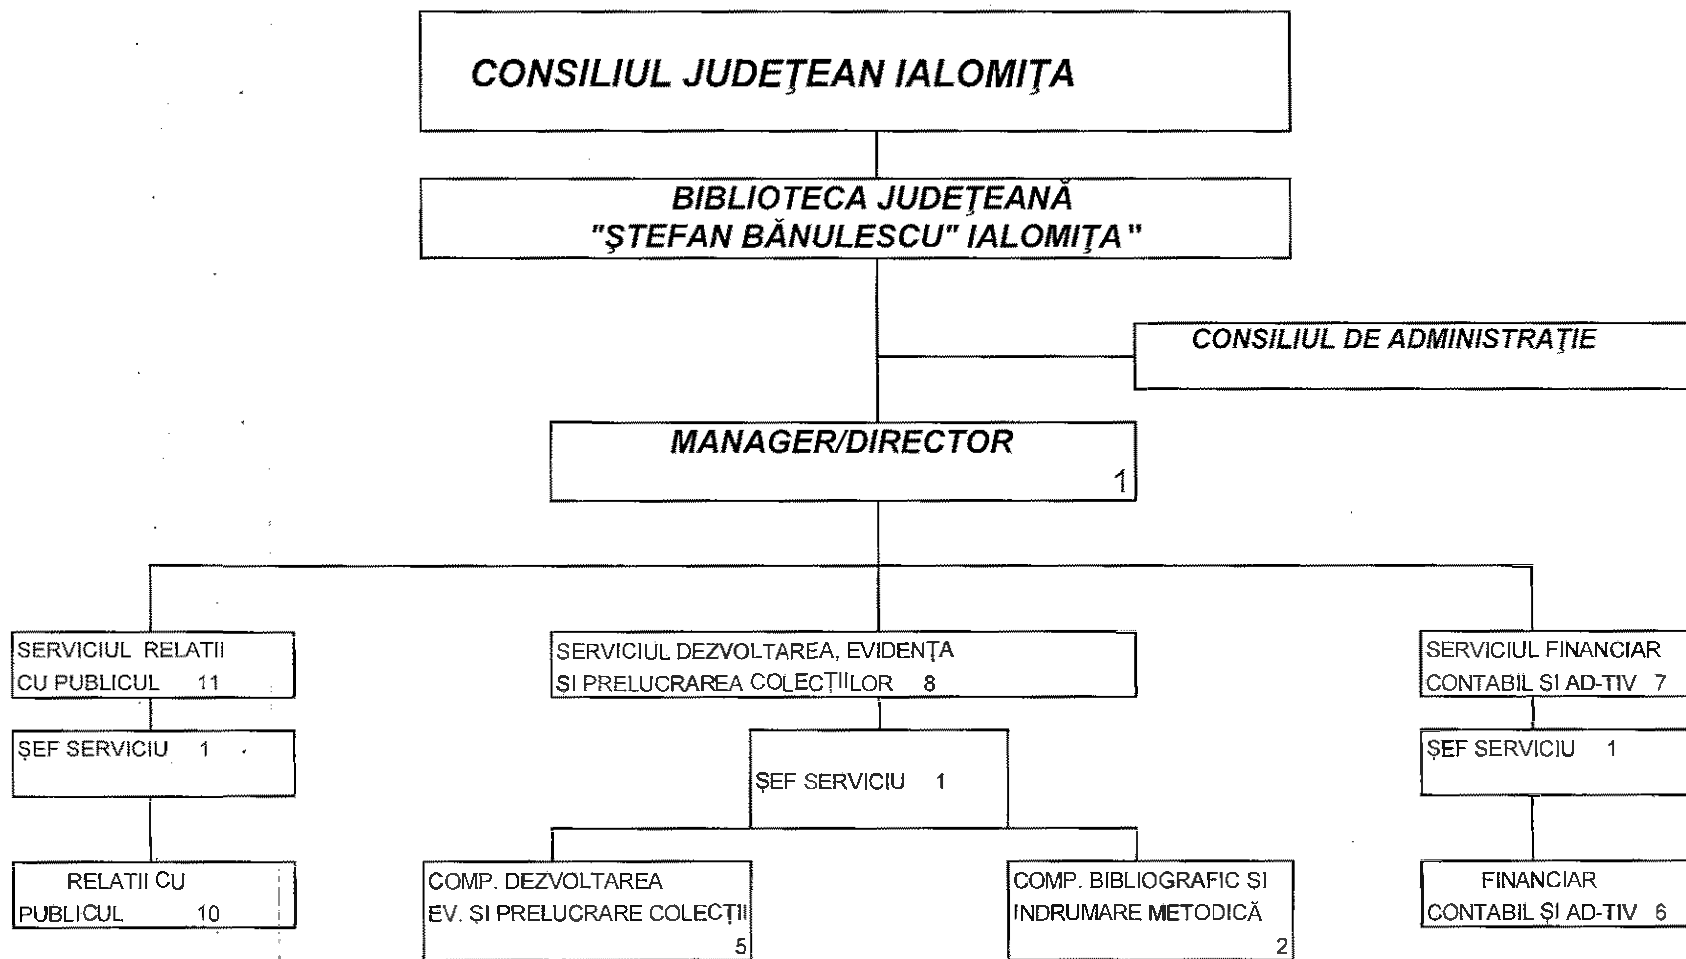 CONSILIUL JUDEŢEAN IALOMIŢA
BIBLIOTECA JUDEŢEANĂ
"ŞTEFAN BĂNULESCU" IALOMIŢA"
CONSILIUL DE ADMINISTRAŢIE
MANAGER/DIRECTOR
1
SERVICIUL RELATII
CU PUBLICUL 11
SERVICIUL DEZVOLTAREA, EVIDENŢA
ŞI PRELUCRAREA COLECŢIILOR 8
SERVICIUL FINANCIAR
CONTABIL ŞI AD-TIV 7
ŞEF SERVICIU 1
ŞEF SERVICIU 1
ŞEF SERVICIU 1
RELATII CU
PUBLICUL 10
COMP. DEZVOLTAREA
EV. ŞI PRELUCRARE COLECŢII
5
COMP. BIBLIOGRAFIC ŞI
INDRUMARE METODICĂ
2
FINANCIAR
CONTABIL ŞI AD-TIV 6